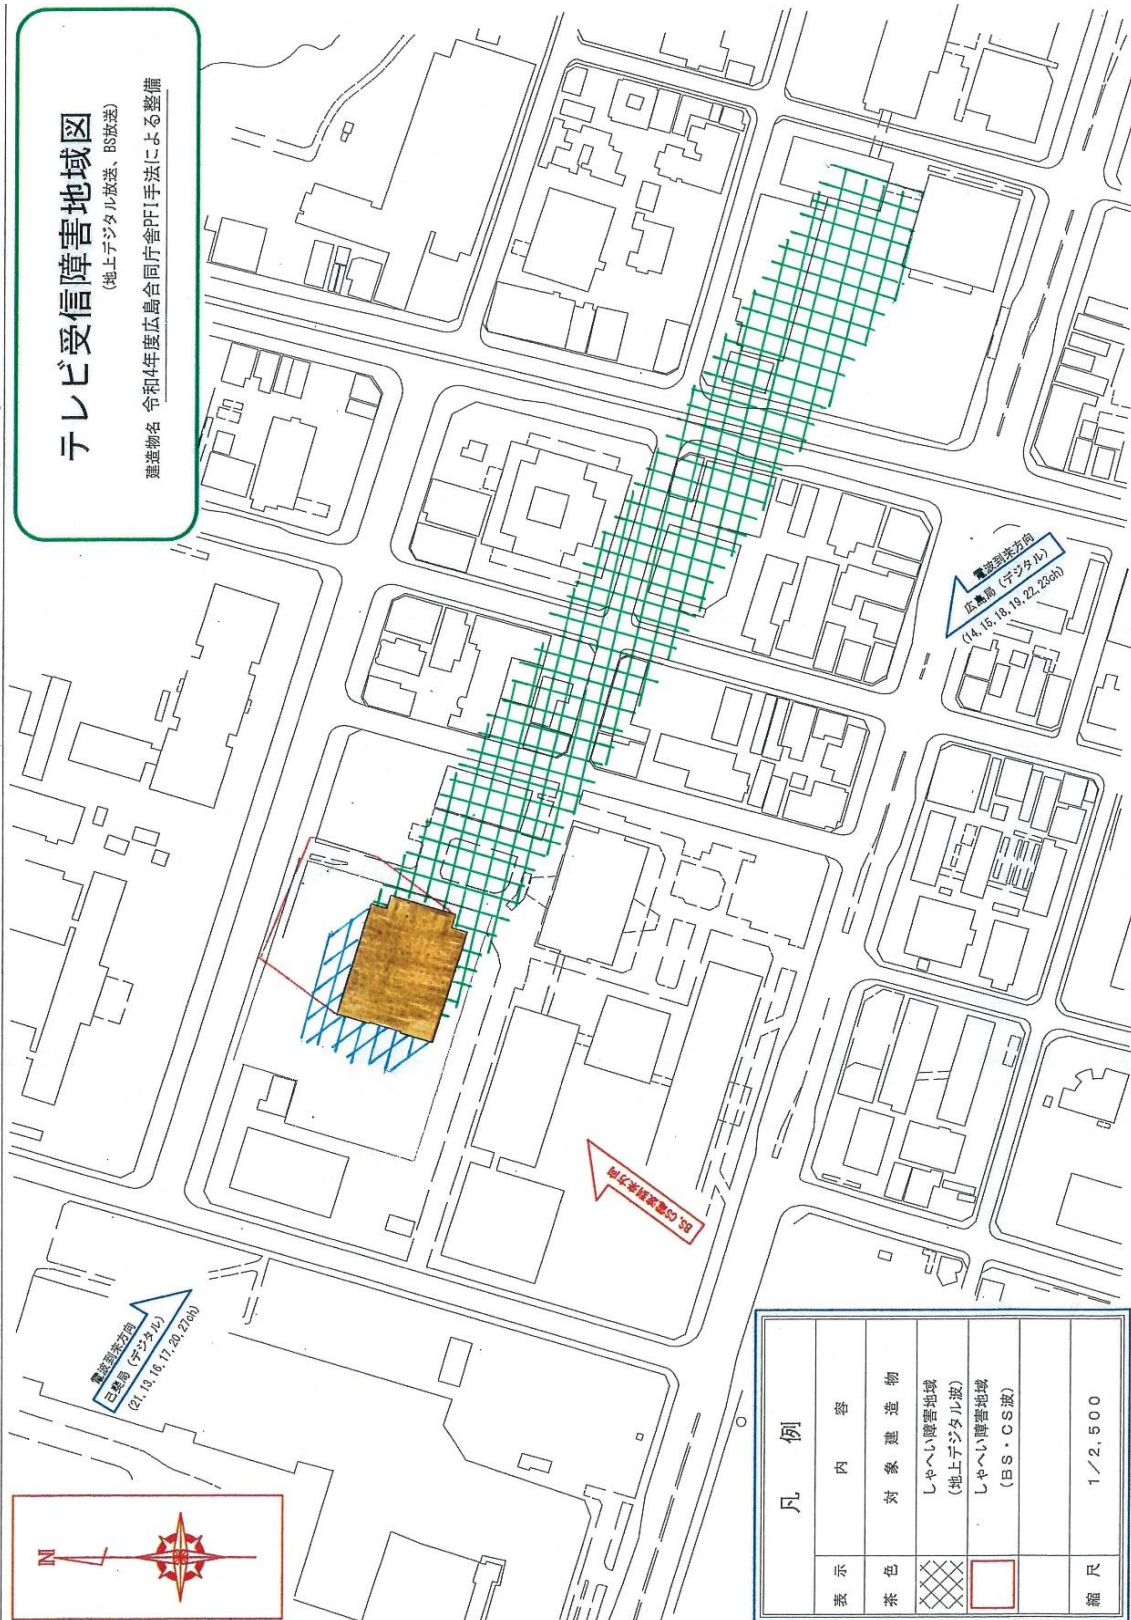 テレビ受信障害地域図
(地上デジタル放送、BS放送)
建造物名 令和4年度広島合同庁舎PFI手法による整備
電波到来方向
広島局 (デジタル)
(14, 15, 18, 19, 22, 23ch)
BS, CS電波到来方向
電波到来方向
己斐局 (デジタル)
(21, 13, 16, 17, 20, 27ch)
N
凡例
表示 内容
茶色 対象建造物
しゃへい障害地域
(地上デジタル波)
しゃへい障害地域
(BS・CS波)
縮尺 1/2,500